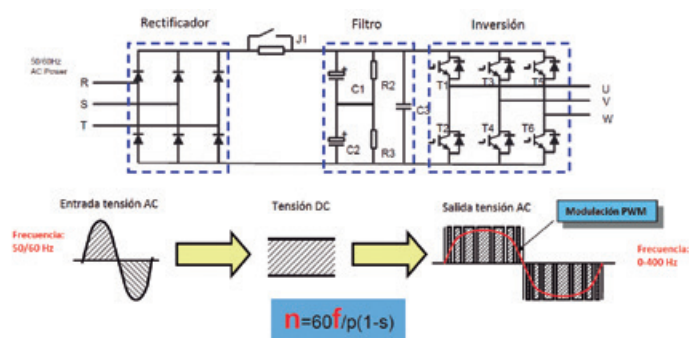 Rectificador
Filtro
Inversión
J1
50/60Hz
AC Power
R
S
T
C1
R2
C3
C2
R3
T1
T3
T5
T2
T4
T6
U
V
W
Entrada tensión AC
Tensión DC
Salida tensión AC
Modulación PWM
Frecuencia:
50/60 Hz
Frecuencia:
0-400 Hz
n=60f/p(1-s)